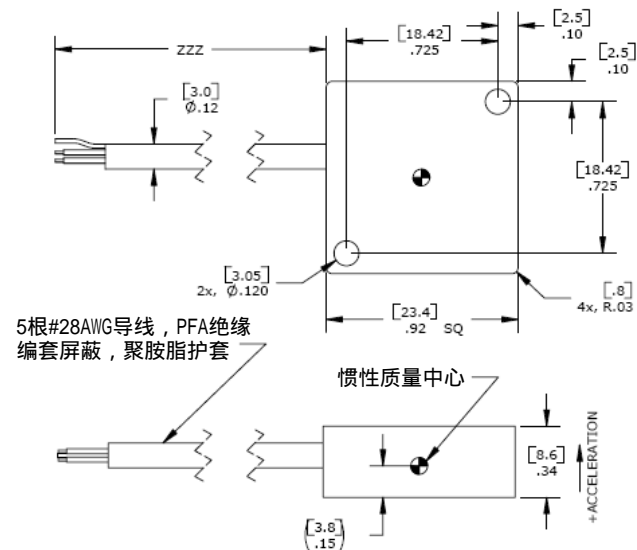 [2.5]
.10
[18.42]
.725
ZZZ
[2.5]
.10
[3.0]
Ø.12
[18.42]
.725
[3.05]
2x, Ø.120
[.8]
4x, R.03
[23.4]
.92 SQ
5根#28AWG导线，PFA绝缘
编套屏蔽，聚胺脂护套
惯性质量中心
[8.6]
.34
+ACCELERATION
([3.8]
.15)